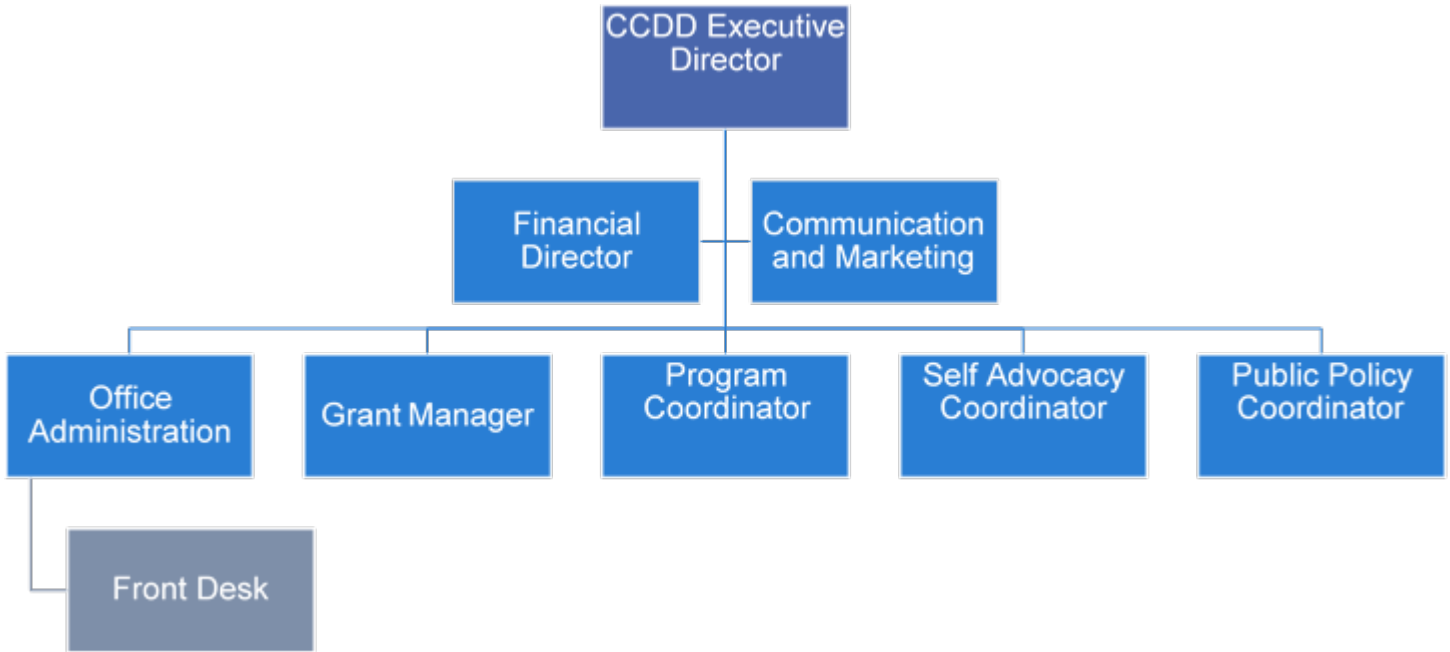 CCDD Executive
Director
Financial
Director
Communication
and Marketing
Office
Administration
Grant Manager
Program
Coordinator
Self Advocacy
Coordinator
Public Policy
Coordinator
Front Desk